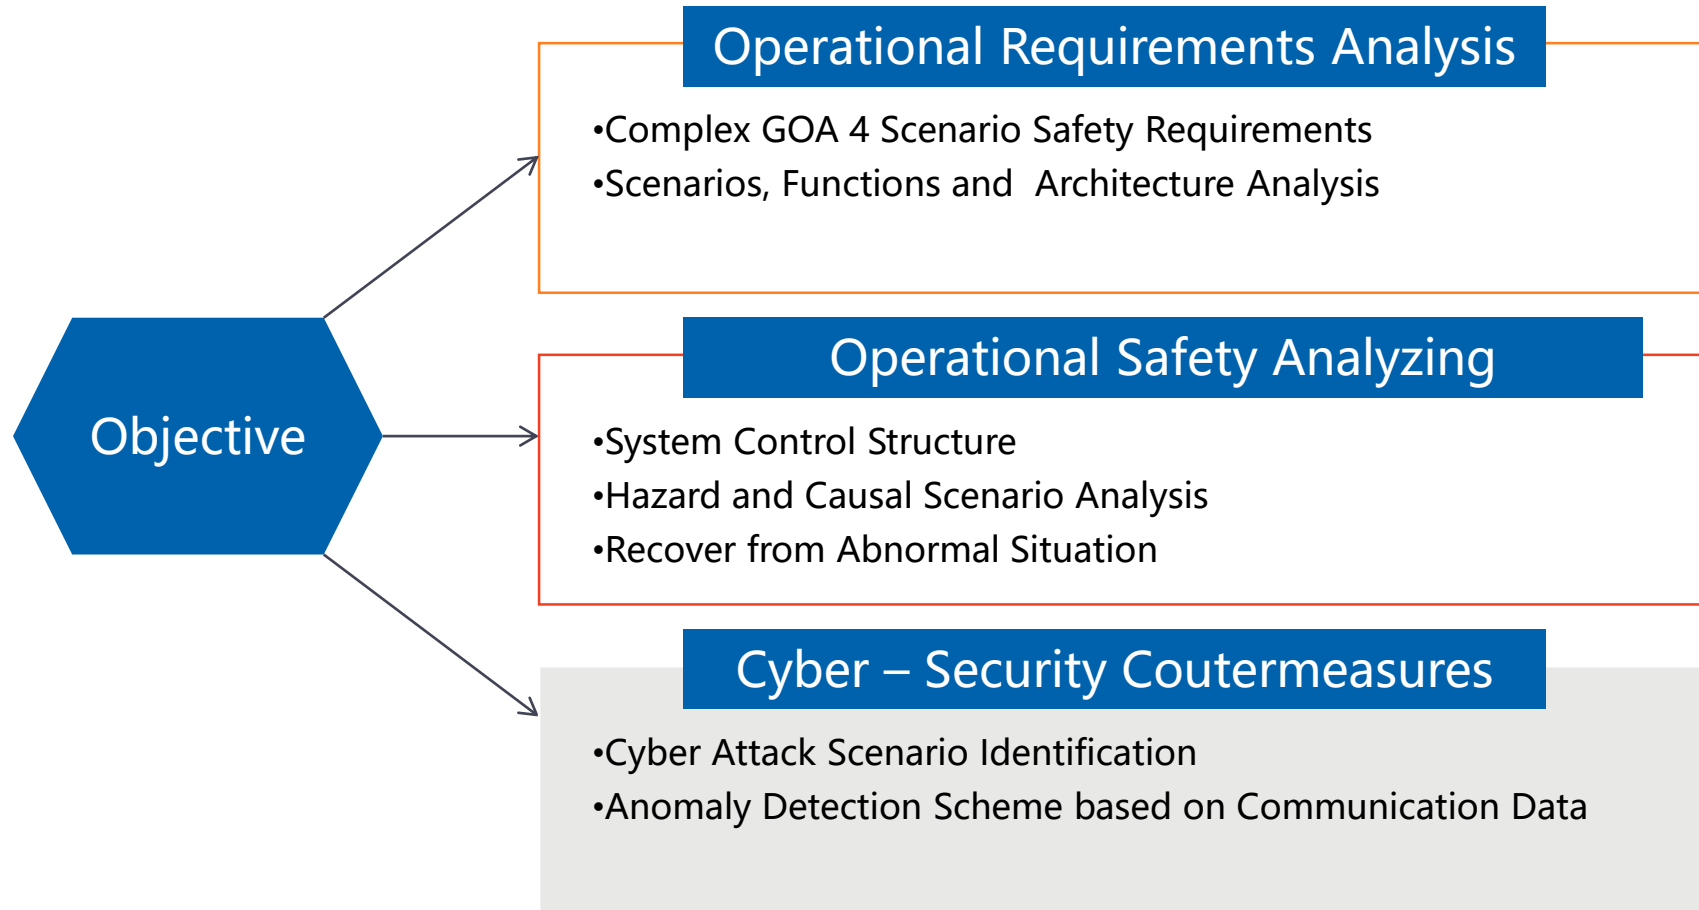 Operational Requirements Analysis
•Complex GOA 4 Scenario Safety Requirements
•Scenarios, Functions and  Architecture Analysis
Objective
Operational Safety Analyzing
•System Control Structure
•Hazard and Causal Scenario Analysis
•Recover from Abnormal Situation
Cyber – Security Coutermeasures
•Cyber Attack Scenario Identification
•Anomaly Detection Scheme based on Communication Data